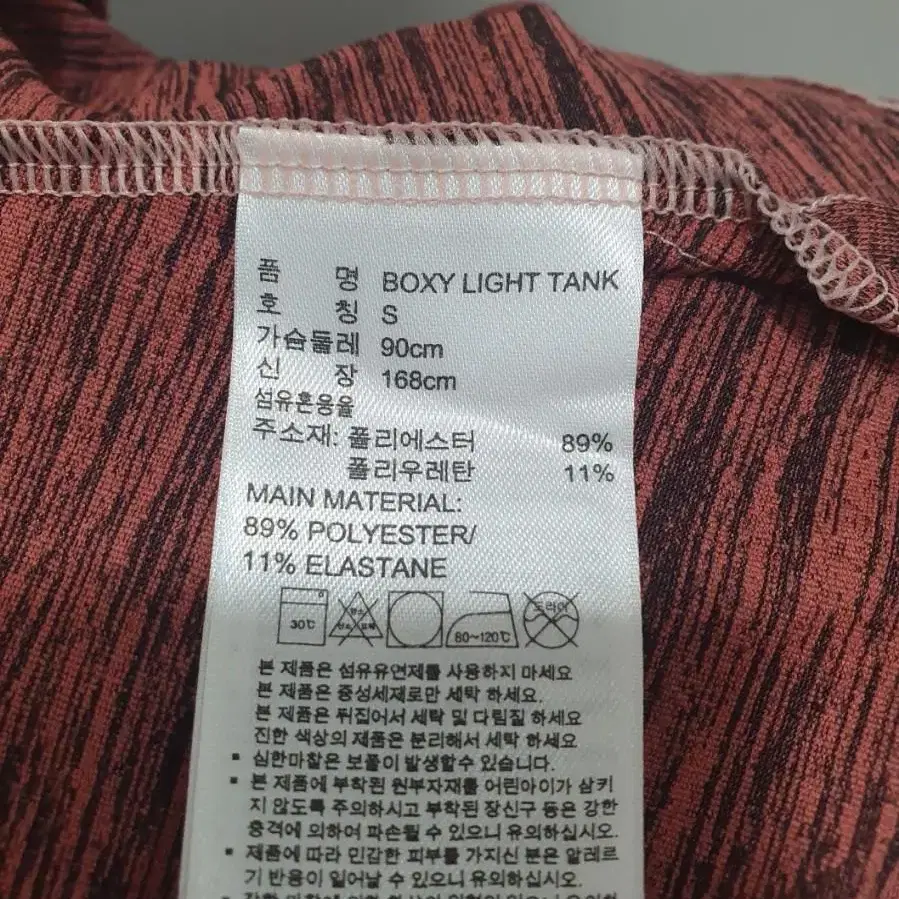 품 명 BOXY LIGHT TANK
호 칭 S
가슴둘레 90cm
신 장 168cm
섬유혼용율
주소재: 폴리에스터 89%
폴리우레탄 11%
MAIN MATERIAL:
89% POLYESTER/
11% ELASTANE
30℃ 80~120℃ 드라이
본 제품은 섬유유연제를 사용하지 마세요
본 제품은 중성세제로만 세탁 하세요.
본 제품은 뒤집어서 세탁 및 다림질 하세요
진한 색상의 제품은 분리해서 세탁 하세요
▪ 심한마찰은 보풀이 발생할수 있습니다.
▪ 본 제품에 부착된 원부자재를 어린아이가 삼키
지 않도록 주의하시고 부착된 장신구 등은 강한
충격에 의하여 파손될 수 있으니 유의하십시오.
▪ 제품에 따라 민감한 피부를 가지신 분은 알레르
기 반응이 일어날 수 있으니 유의하십시오.